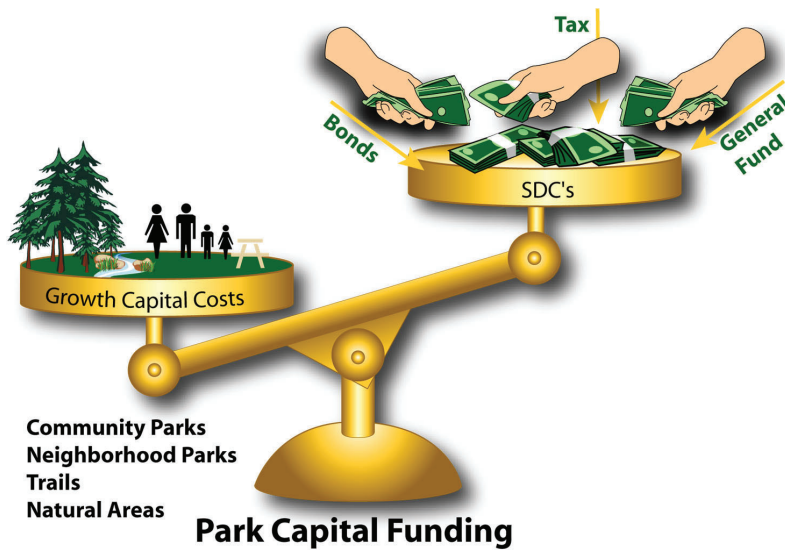 Tax
Bonds
General
Fund
SDC's
Growth Capital Costs
Community Parks
Neighborhood Parks
Trails
Natural Areas
Park Capital Funding